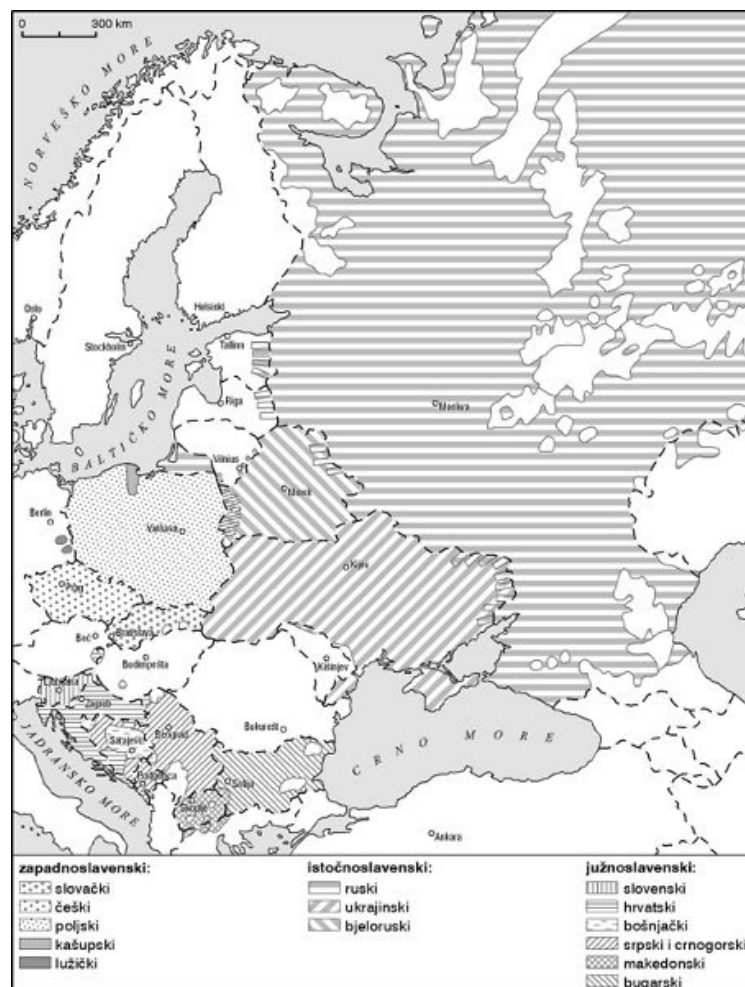 0 300 km
NORVEŠKO MORE
Oslo
Helsinki
Stockholm
Tallinn
BALTIČKO MORE
Riga
Moskva
Vilnius
Minsk
Berlin
Varšava
Prag
Kijev
Beč
Bratislava
Budimpešta
Kišinjev
Ljubljana
Zagreb
Beograd
Bukurešt
Sarajevo
JADRANSKO MORE
Podgorica
Sofija
CRNO MORE
Skopje
Ankara
zapadnoslavenski:
slovački
češki
poljski
kašupski
lužički
istočnoslavenski:
ruski
ukrajinski
bjeloruski
južnoslavenski:
slovenski
hrvatski
bošnjački
srpski i crnogorski
makedonski
bugarski